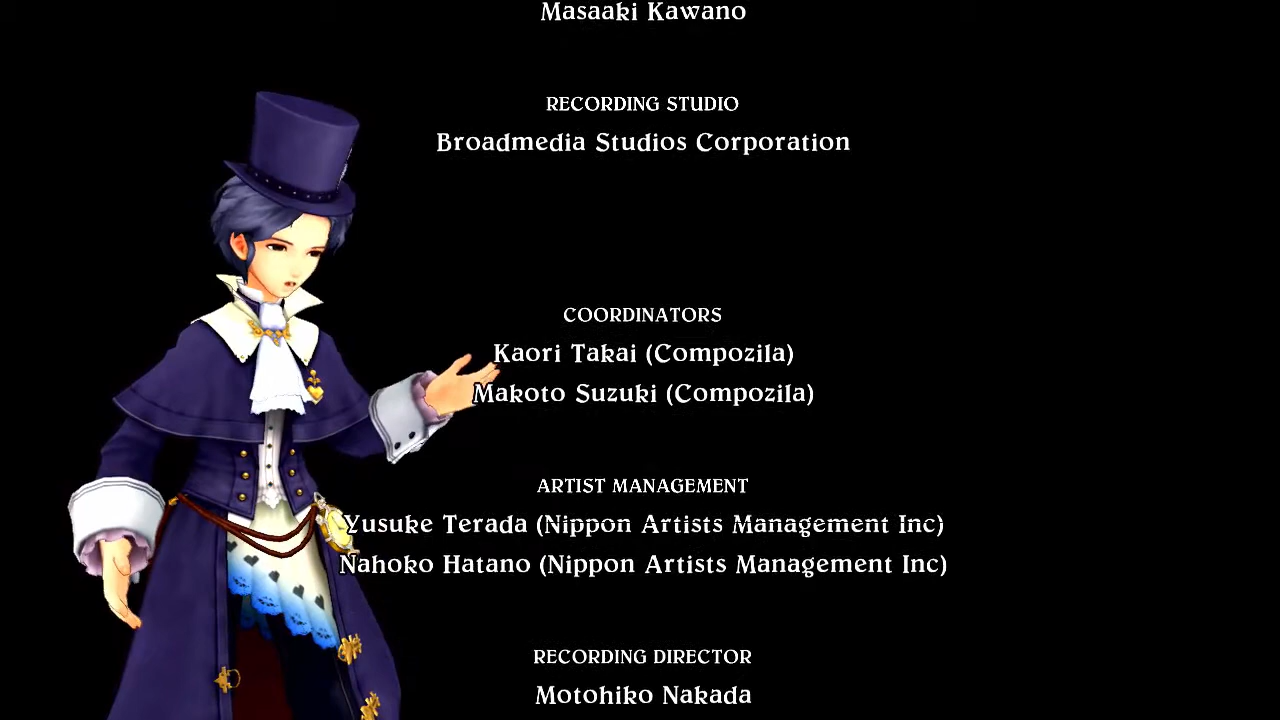 Masaaki Kawano
RECORDING STUDIO
Broadmedia Studios Corporation
COORDINATORS
Kaori Takai (Compozila)
Makoto Suzuki (Compozila)
ARTIST MANAGEMENT
Yusuke Terada (Nippon Artists Management Inc)
Nahoko Hatano (Nippon Artists Management Inc)
RECORDING DIRECTOR
Motohiko Nakada